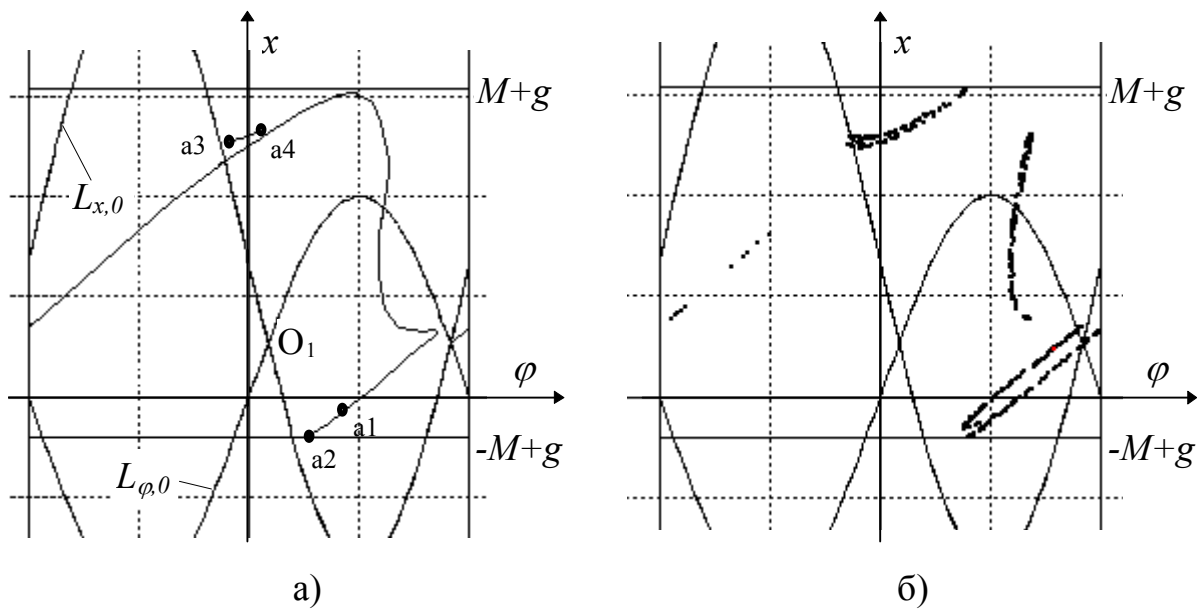 x
M+g
a3
a4
L_{x,0}
O₁
φ
a1
a2
-M+g
L_{φ,0}
а)
x
M+g
φ
-M+g
б)